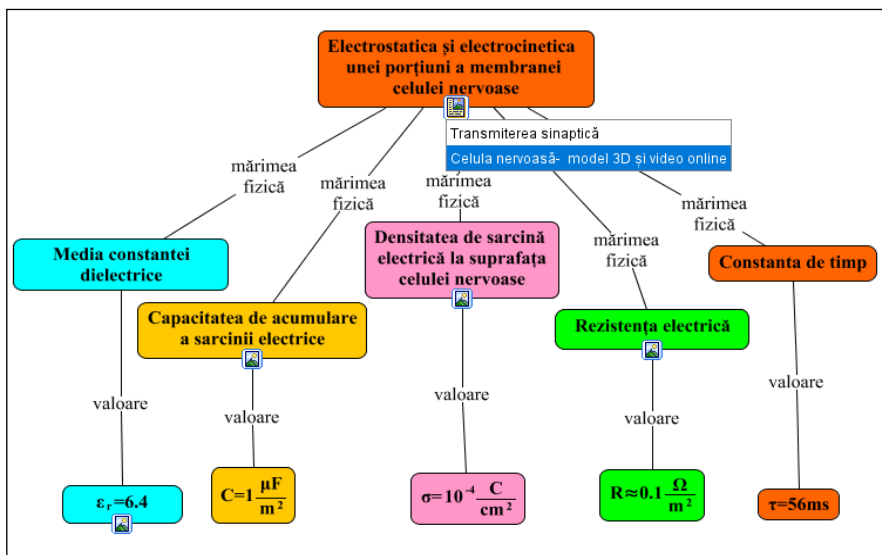 Electrostatica și electrocinetica
unei porțiuni a membranei
celulei nervoase
Transmiterea sinaptică
Celula nervoasă- model 3D și video online
mărimea
fizică
mărimea
fizică
mărimea
fizică
mărimea
fizică
mărimea
fizică
Media constantei
dielectrice
Capacitatea de acumulare
a sarcinii electrice
Densitatea de sarcină
electrică la suprafața
celulei nervoase
Rezistența electrică
Constanta de timp
valoare
valoare
valoare
valoare
valoare
εr=6.4
C=1 μF/m²
σ=10⁻⁴ C/cm²
R≈0.1 Ω/m²
τ=56ms